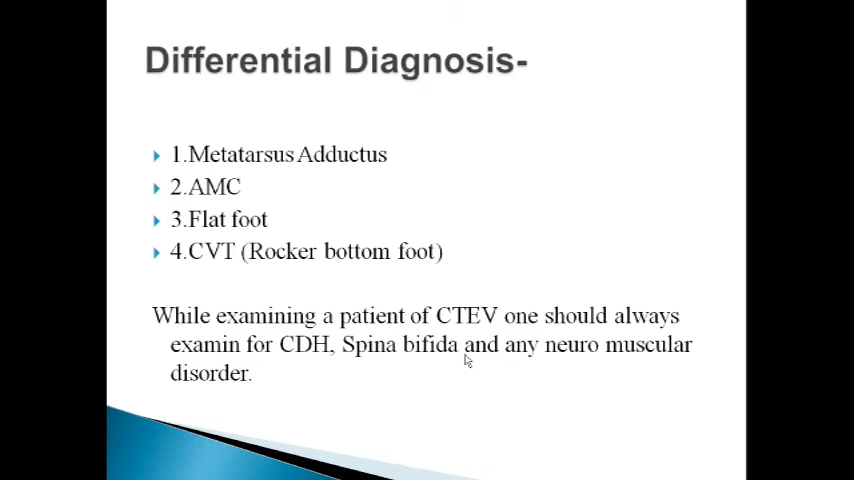 Differential Diagnosis-
1.Metatarsus Adductus
2.AMC
3.Flat foot
4.CVT (Rocker bottom foot)
While examining a patient of CTEV one should always
examin for CDH, Spina bifida and any neuro muscular
disorder.